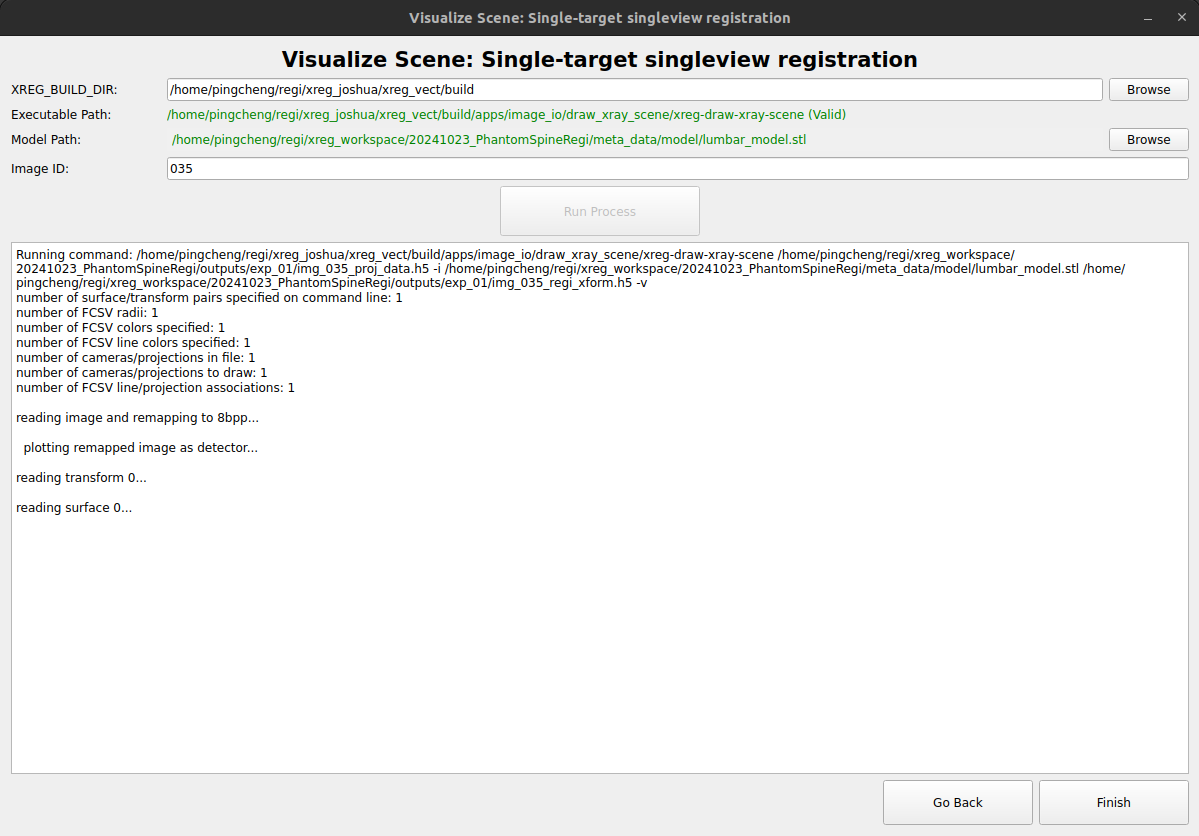 Visualize Scene: Single-target singleview registration
Visualize Scene: Single-target singleview registration
XREG_BUILD_DIR: /home/pingcheng/regi/xreg_joshua/xreg_vect/build Browse
Executable Path: /home/pingcheng/regi/xreg_joshua/xreg_vect/build/apps/image_io/draw_xray_scene/xreg-draw-xray-scene (Valid)
Model Path: /home/pingcheng/regi/xreg_workspace/20241023_PhantomSpineRegi/meta_data/model/lumbar_model.stl Browse
Image ID: 035
Run Process
Running command: /home/pingcheng/regi/xreg_joshua/xreg_vect/build/apps/image_io/draw_xray_scene/xreg-draw-xray-scene /home/pingcheng/regi/xreg_workspace/
20241023_PhantomSpineRegi/outputs/exp_01/img_035_proj_data.h5 -i /home/pingcheng/regi/xreg_workspace/20241023_PhantomSpineRegi/meta_data/model/lumbar_model.stl /home/
pingcheng/regi/xreg_workspace/20241023_PhantomSpineRegi/outputs/exp_01/img_035_regi_xform.h5 -v
number of surface/transform pairs specified on command line: 1
number of FCSV radii: 1
number of FCSV colors specified: 1
number of FCSV line colors specified: 1
number of cameras/projections in file: 1
number of cameras/projections to draw: 1
number of FCSV line/projection associations: 1
reading image and remapping to 8bpp...
plotting remapped image as detector...
reading transform 0...
reading surface 0...
Go Back Finish